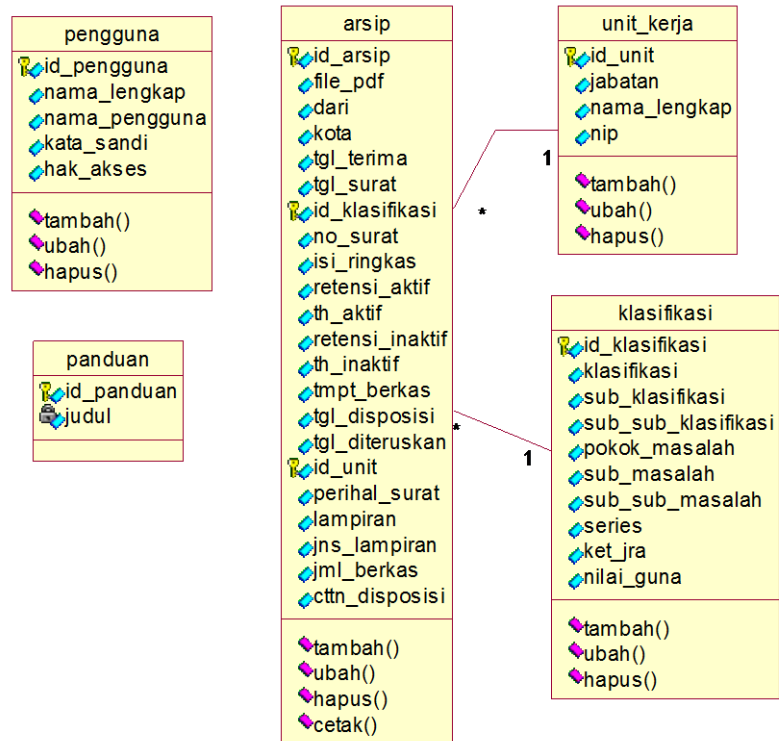 pengguna
id_pengguna
nama_lengkap
nama_pengguna
kata_sandi
hak_akses
tambah()
ubah()
hapus()
panduan
id_panduan
judul
arsip
id_arsip
file_pdf
dari
kota
tgl_terima
tgl_surat
id_klasifikasi
no_surat
isi_ringkas
retensi_aktif
th_aktif
retensi_inaktif
th_inaktif
tmpt_berkas
tgl_disposisi
tgl_diteruskan
id_unit
perihal_surat
lampiran
jns_lampiran
jml_berkas
cttn_disposisi
tambah()
ubah()
hapus()
cetak()
*
1
*
1
unit_kerja
id_unit
jabatan
nama_lengkap
nip
tambah()
ubah()
hapus()
klasifikasi
id_klasifikasi
klasifikasi
sub_klasifikasi
sub_sub_klasifikasi
pokok_masalah
sub_masalah
sub_sub_masalah
series
ket_jra
nilai_guna
tambah()
ubah()
hapus()